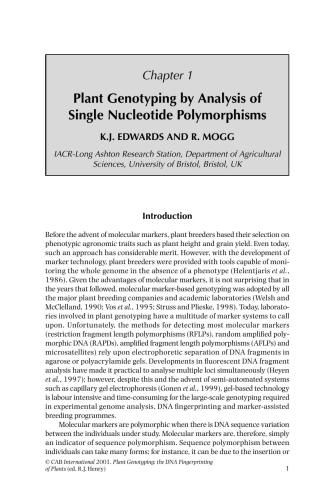 Chapter 1
Plant Genotyping by Analysis of
Single Nucleotide Polymorphisms
K.J. EDWARDS AND R. MOGG
IACR-Long Ashton Research Station, Department of Agricultural
Sciences, University of Bristol, Bristol, UK
Introduction
Before the advent of molecular markers, plant breeders based their selection on
phenotypic agronomic traits such as plant height and grain yield. Even today,
such an approach has considerable merit. However, with the development of
marker technology, plant breeders were provided with tools capable of moni-
toring the whole genome in the absence of a phenotype (Helentjaris et al.,
1986). Given the advantages of molecular markers, it is not surprising that in
the years that followed, molecular marker-based genotyping was adopted by all
the major plant breeding companies and academic laboratories (Welsh and
McClelland, 1990; Vos et al., 1995; Struss and Plieske, 1998). Today, laborato-
ries involved in plant genotyping have a multitude of marker systems to call
upon. Unfortunately, the methods for detecting most molecular markers
(restriction fragment length polymorphisms (RFLPs), random amplified poly-
morphic DNA (RAPDs), amplified fragment length polymorphisms (AFLPs) and
microsatellites) rely upon electrophoretic separation of DNA fragments in
agarose or polyacrylamide gels. Developments in fluorescent DNA fragment
analysis have made it practical to analyse multiple loci simultaneously (Heyen
et al., 1997); however, despite this and the advent of semi-automated systems
such as capillary gel electrophoresis (Gonen et al., 1999), gel-based technology
is labour intensive and time-consuming for the large-scale genotyping required
in experimental genome analysis, DNA fingerprinting and marker-assisted
breeding programmes.
Molecular markers are polymorphic when there is DNA sequence variation
between the individuals under study. Molecular markers are, therefore, simply
an indicator of sequence polymorphism. Sequence polymorphism between
individuals can take many forms; for instance, it can be due to the insertion or
© CAB International 2001. Plant Genotyping: the DNA Fingerprinting
of Plants (ed. R.J. Henry) 1